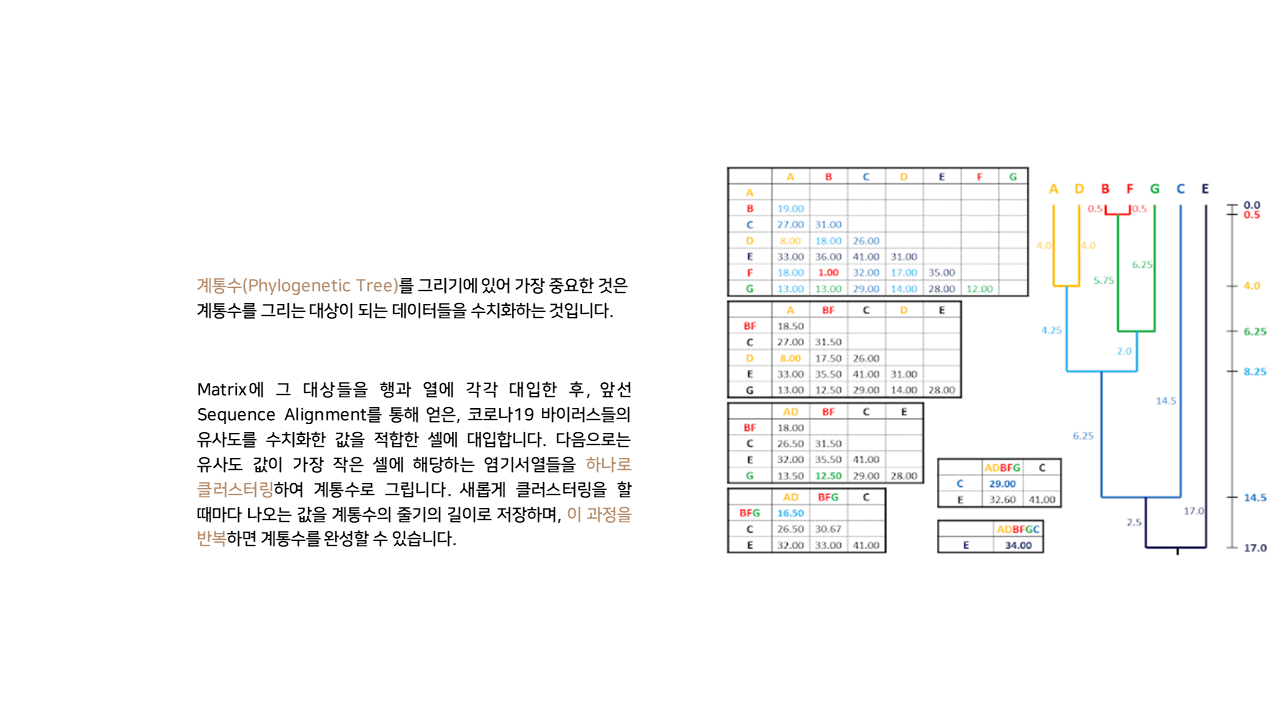 계통수(Phylogenetic Tree)를 그리기에 있어 가장 중요한 것은
계통수를 그리는 대상이 되는 데이터들을 수치화하는 것입니다.
Matrix에 그 대상들을 행과 열에 각각 대입한 후, 앞선
Sequence Alignment를 통해 얻은, 코로나19 바이러스들의
유사도를 수치화한 값을 적합한 셀에 대입합니다. 다음으로는
유사도 값이 가장 작은 셀에 해당하는 염기서열들을 하나로
클러스터링하여 계통수로 그립니다. 새롭게 클러스터링을 할
때마다 나오는 값을 계통수의 줄기의 길이로 저장하며, 이 과정을
반복하면 계통수를 완성할 수 있습니다.
A B C D E F G
A
B 19.00
C 27.00 31.00
D 8.00 18.00 26.00
E 33.00 36.00 41.00 31.00
F 18.00 1.00 32.00 17.00 35.00
G 13.00 13.00 29.00 14.00 28.00 12.00
A BF C D E
BF 18.50
C 27.00 31.50
D 8.00 17.50 26.00
E 33.00 35.50 41.00 31.00
G 13.00 12.50 29.00 14.00 28.00
AD BF C E
BF 18.00
C 26.50 31.50
E 32.00 35.50 41.00
G 13.50 12.50 29.00 28.00
AD BFG C
BFG 16.50
C 26.50 30.67
E 32.00 33.00 41.00
ADBFG C
C 29.00
E 32.60 41.00
ADBFGC
E 34.00
A D B F G C E
0.5 0.5
4.0 4.0
6.25
5.75
4.25
2.0
14.5
6.25
17.0
2.5
0.0
0.5
4.0
6.25
8.25
14.5
17.0